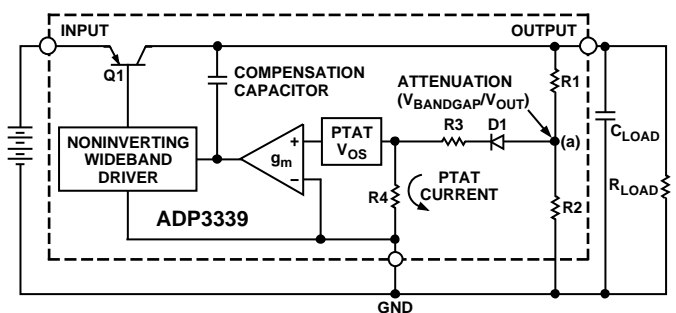 INPUT
OUTPUT
Q1
COMPENSATION
CAPACITOR
ATTENUATION
(VBANDGAP/VOUT)
R1
NONINVERTING
WIDEBAND
DRIVER
gm
+
−
PTAT
VOS
R3
D1
(a)
CLOAD
RLOAD
R4
PTAT
CURRENT
R2
ADP3339
GND